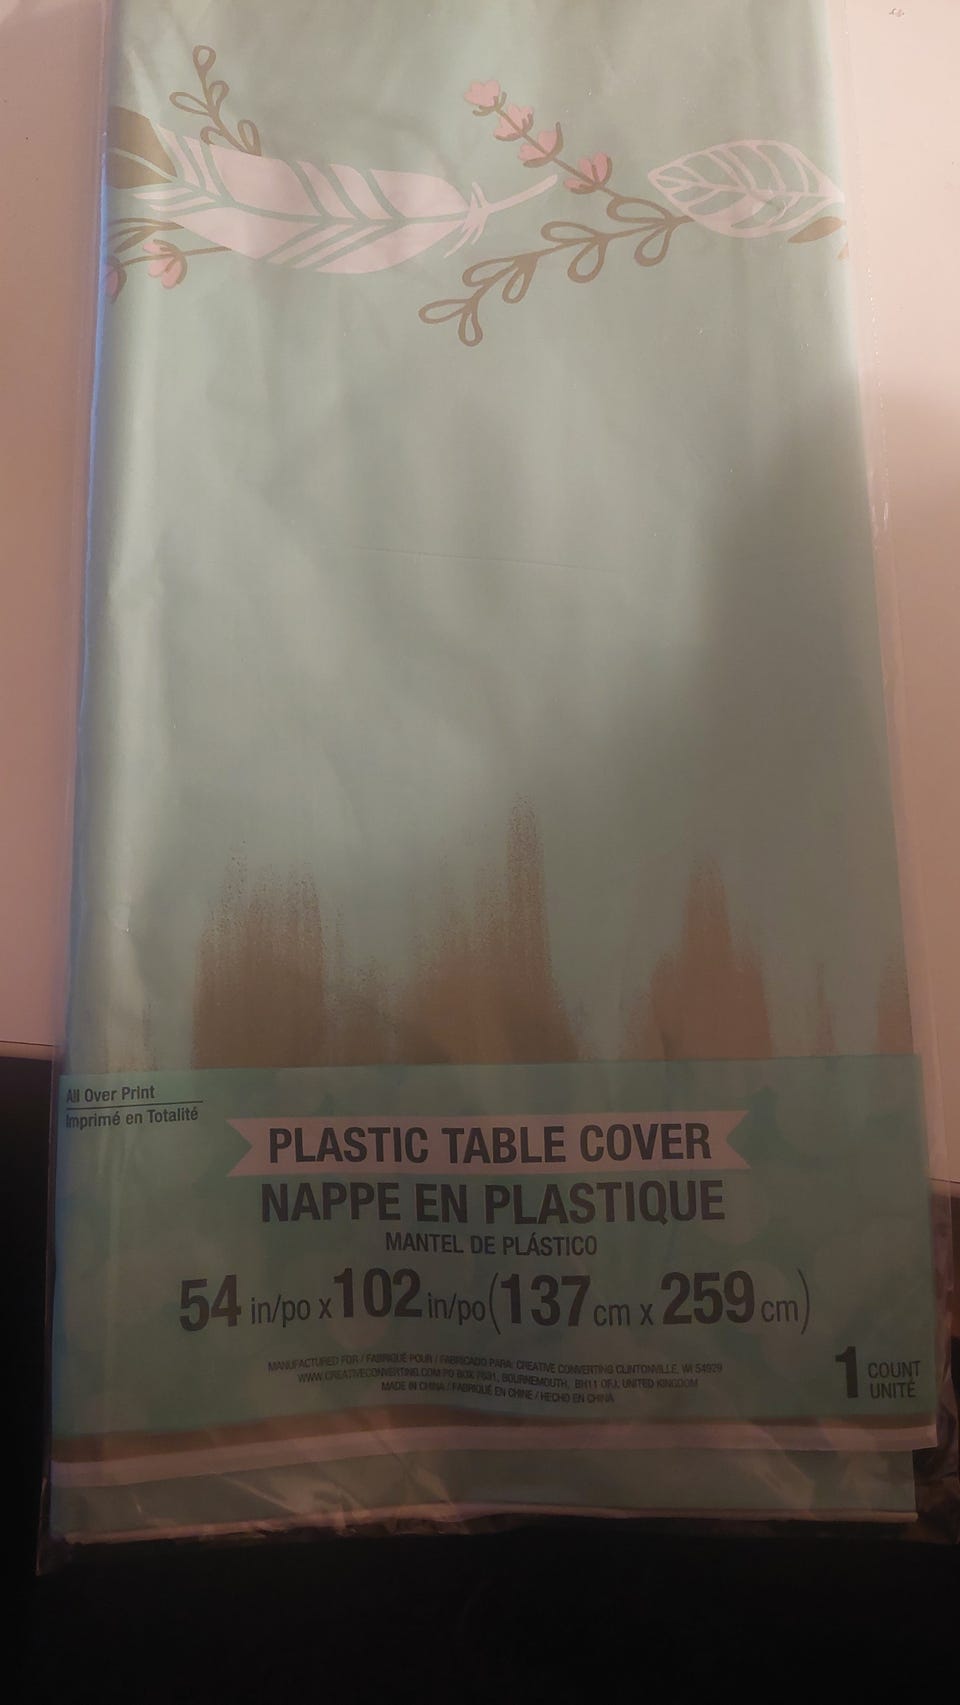 All Over Print
Imprimé en Totalité
PLASTIC TABLE COVER
NAPPE EN PLASTIQUE
MANTEL DE PLÁSTICO
54 in/po x 102 in/po (137 cm x 259 cm)
MANUFACTURED FOR / FABRIQUÉ POUR / FABRICADO PARA: CREATIVE CONVERTING CLINTONVILLE, WI 54929
WWW.CREATIVECONVERTING.COM PO BOX 7631, BOURNEMOUTH, BH11 0FJ, UNITED KINGDOM
MADE IN CHINA / FABRIQUÉ EN CHINE / HECHO EN CHINA
1 COUNT
UNITÉ